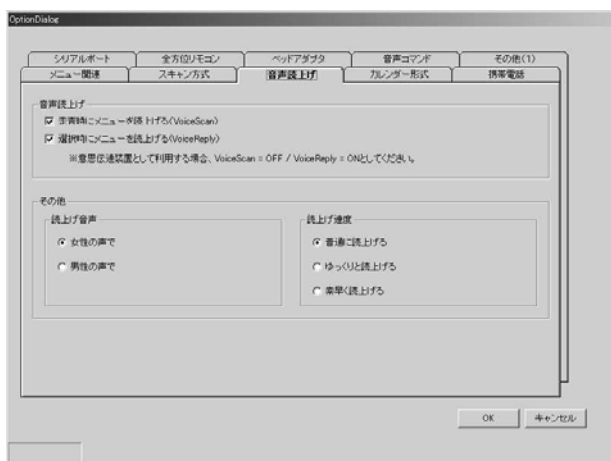 OptionDialog
シリアルポート 全方位リモコン ベッドアダプタ 音声コマンド その他(1)
メニュー関連 スキャン方式 音声読上げ カレンダー形式 携帯電話
音声読上げ
走査時にメニューを読上げる(VoiceScan)
選択時にメニューを読上げる(VoiceReply)
※意思伝達装置として利用する場合、VoiceScan = OFF / VoiceReply = ONとしてください。
その他
読上げ音声
女性の声で
男性の声で
読上げ速度
普通に読上げる
ゆっくりと読上げる
素早く読上げる
OK キャンセル